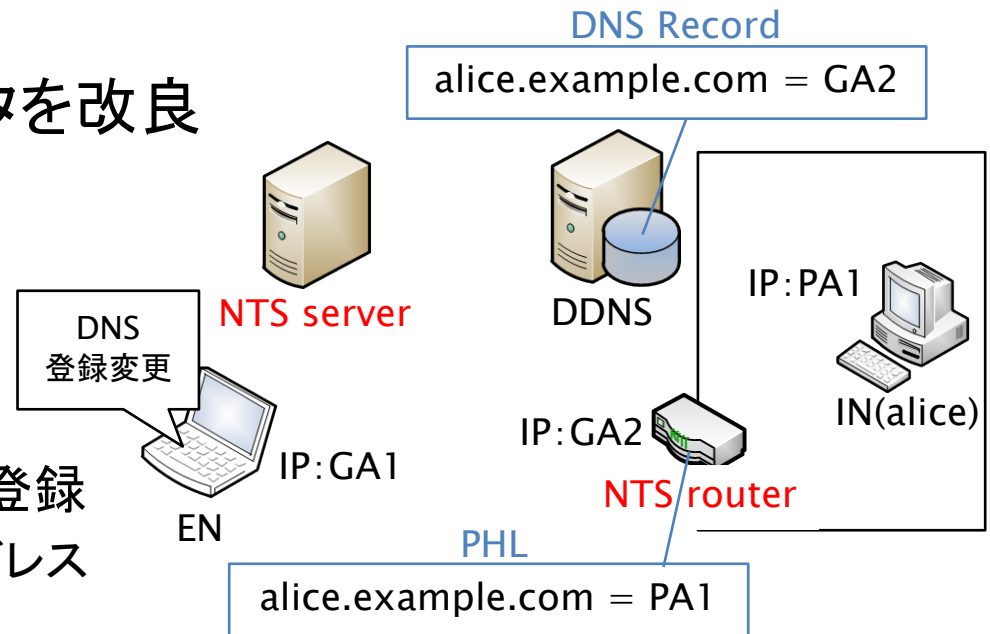 DNS Record
alice.example.com = GA2
タを改良
NTS server
DDNS
IP:PA1
IN(alice)
DNS
登録変更
IP:GA1
EN
IP:GA2
NTS router
登録
ドレス
PHL
alice.example.com = PA1